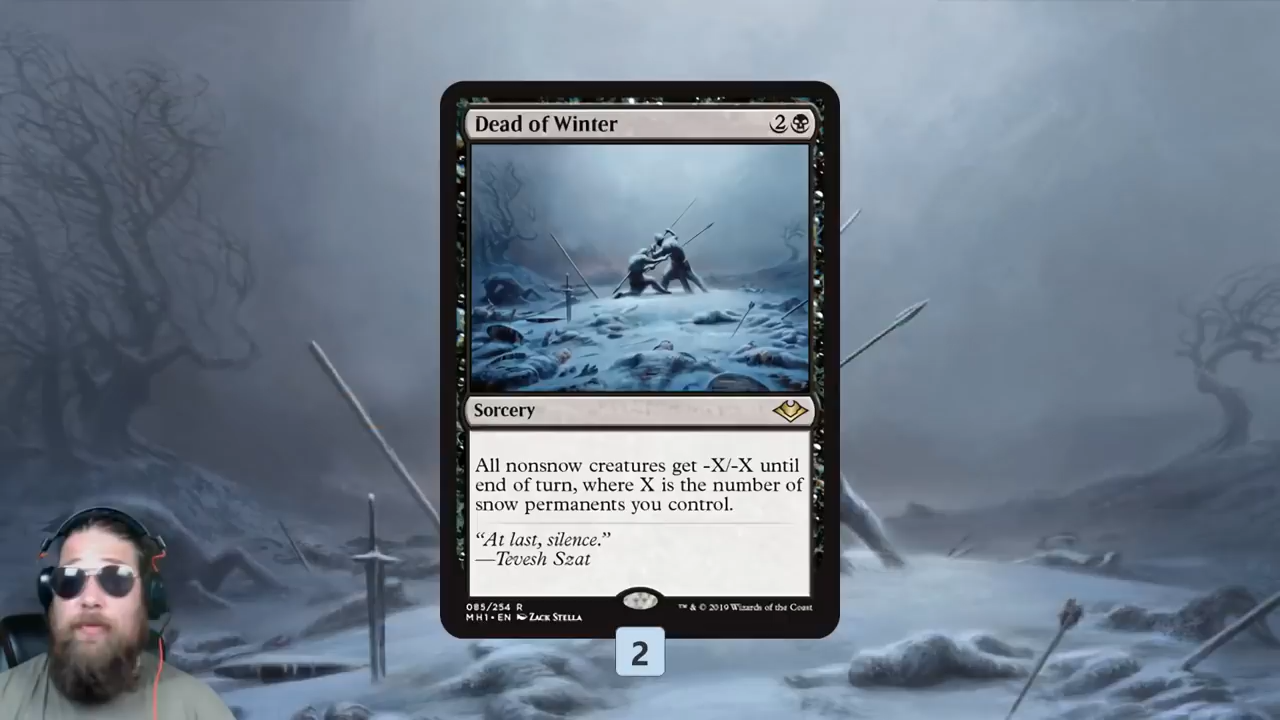 Dead of Winter 2
Sorcery
All nonsnow creatures get -X/-X until
end of turn, where X is the number of
snow permanents you control.
“At last, silence.”
—Tevesh Szat
085/254 R
MH1 • EN Zack Stella
™ & © 2019 Wizards of the Coast
2